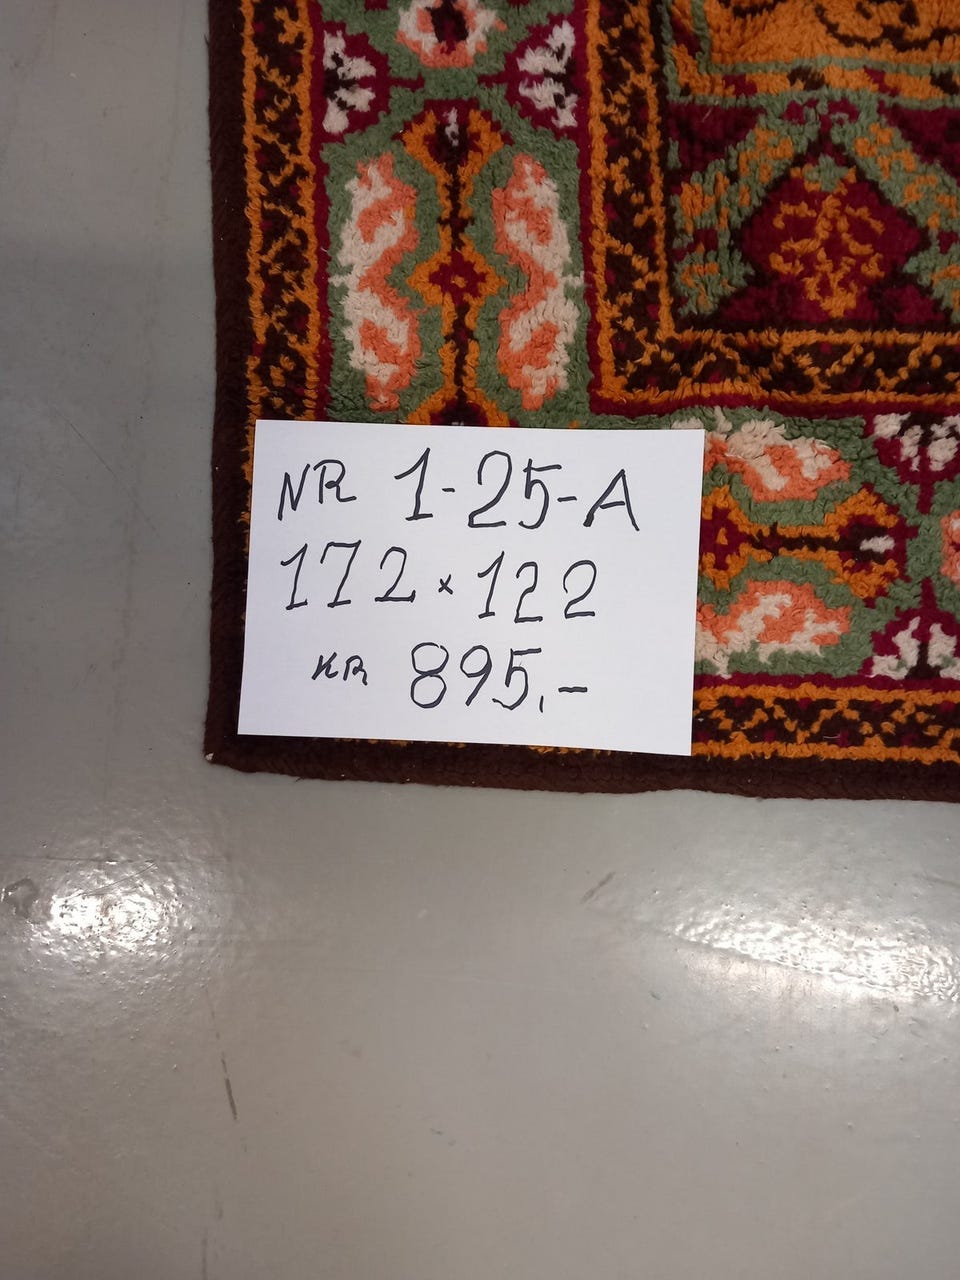 NR 1-25-A
172 x 122
KR 895,-